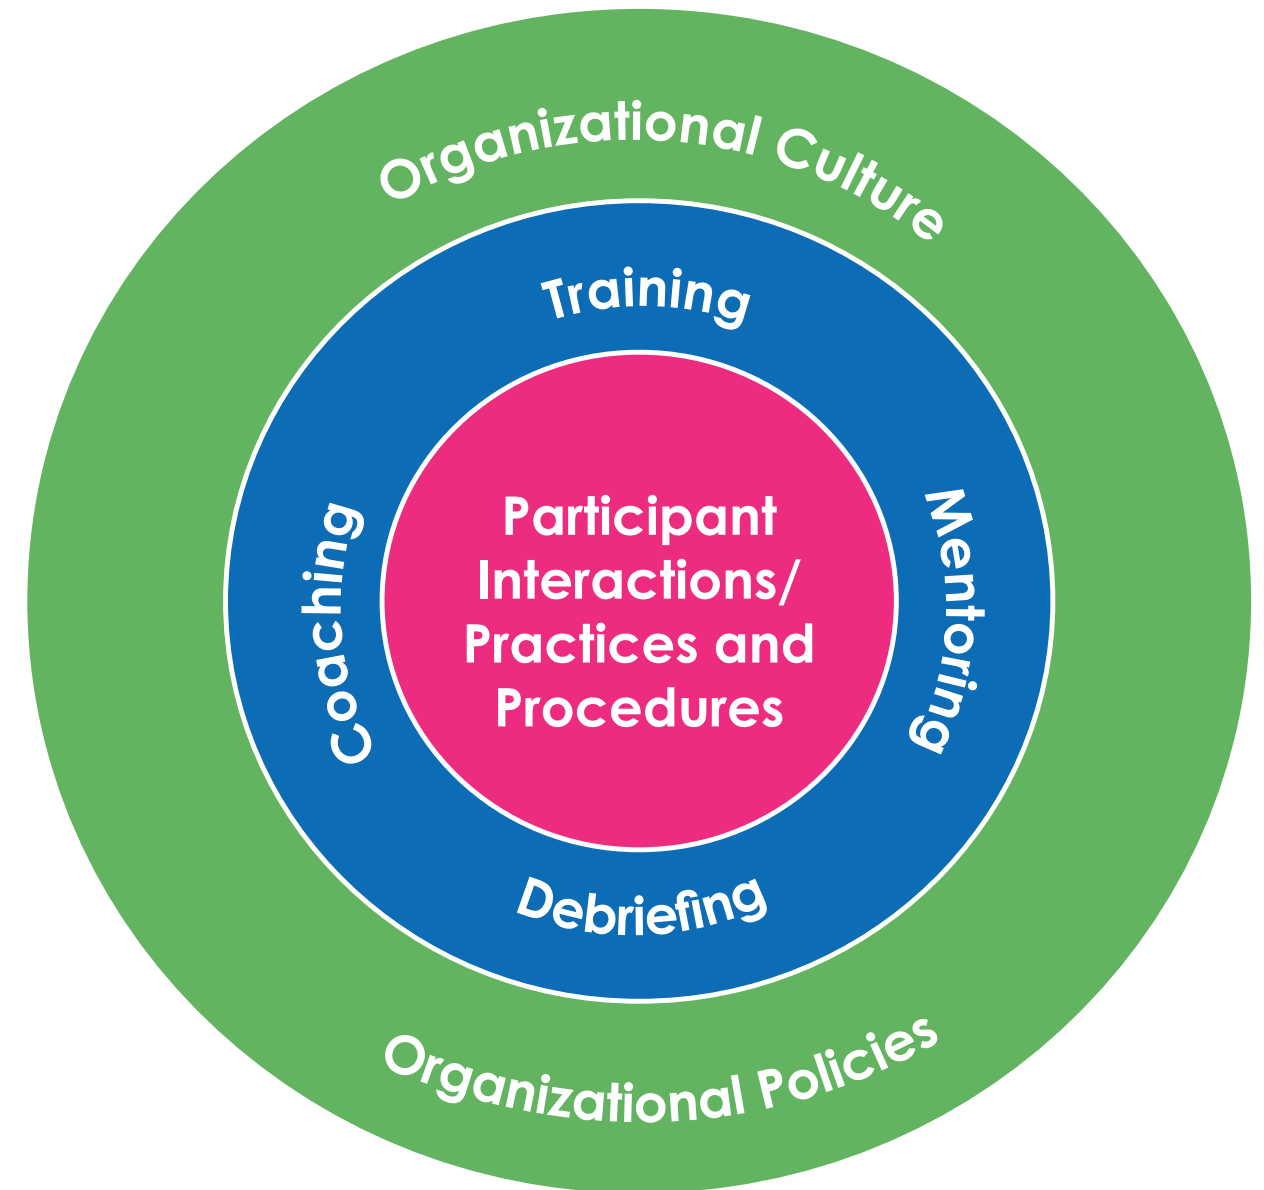 Organizational Culture
Training
Coaching
Participant
Interactions/
Practices and
Procedures
Mentoring
Debriefing
Organizational Policies